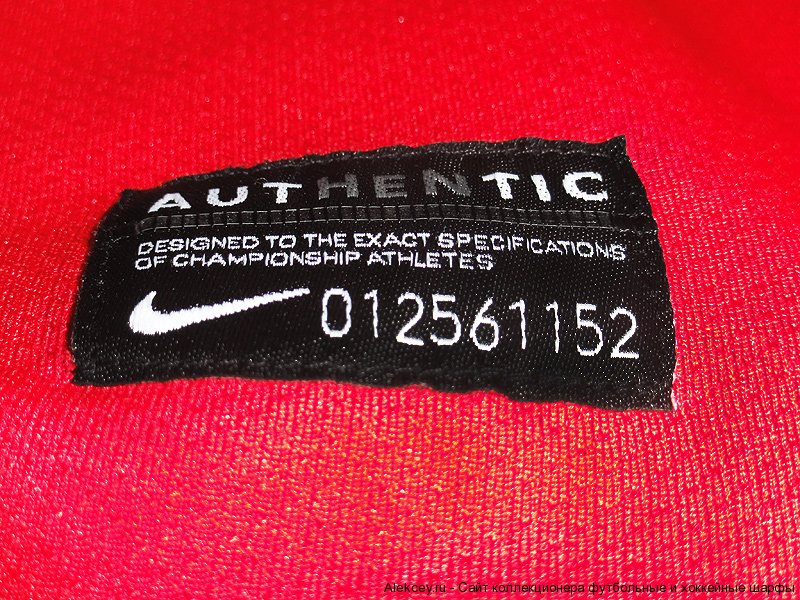 AUTHENTIC
DESIGNED TO THE EXACT SPECIFICATIONS
OF CHAMPIONSHIP ATHLETES
012561152
Alekcey.ru - Сайт коллекционера футбольные и хоккейные шарфы